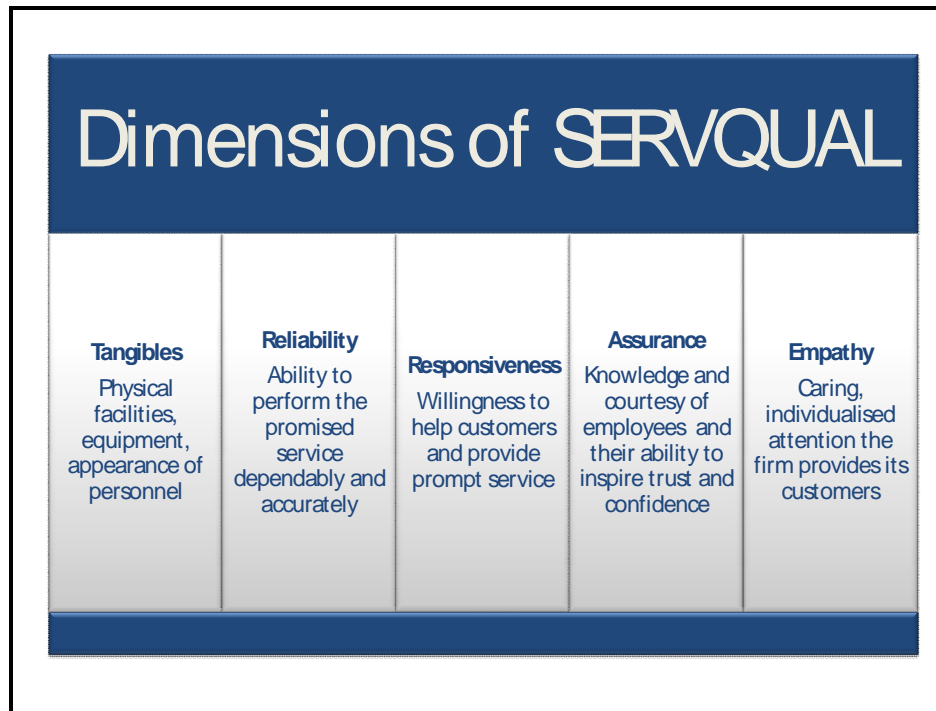 Dimensions of SERVQUAL
Tangibles
Physical
facilities,
equipment,
appearance of
personnel
Reliability
Ability to
perform the
promised
service
dependably and
accurately
Responsiveness
Willingness to
help customers
and provide
prompt service
Assurance
Knowledge and
courtesy of
employees and
their ability to
inspire trust and
confidence
Empathy
Caring,
individualised
attention the
firm provides its
customers